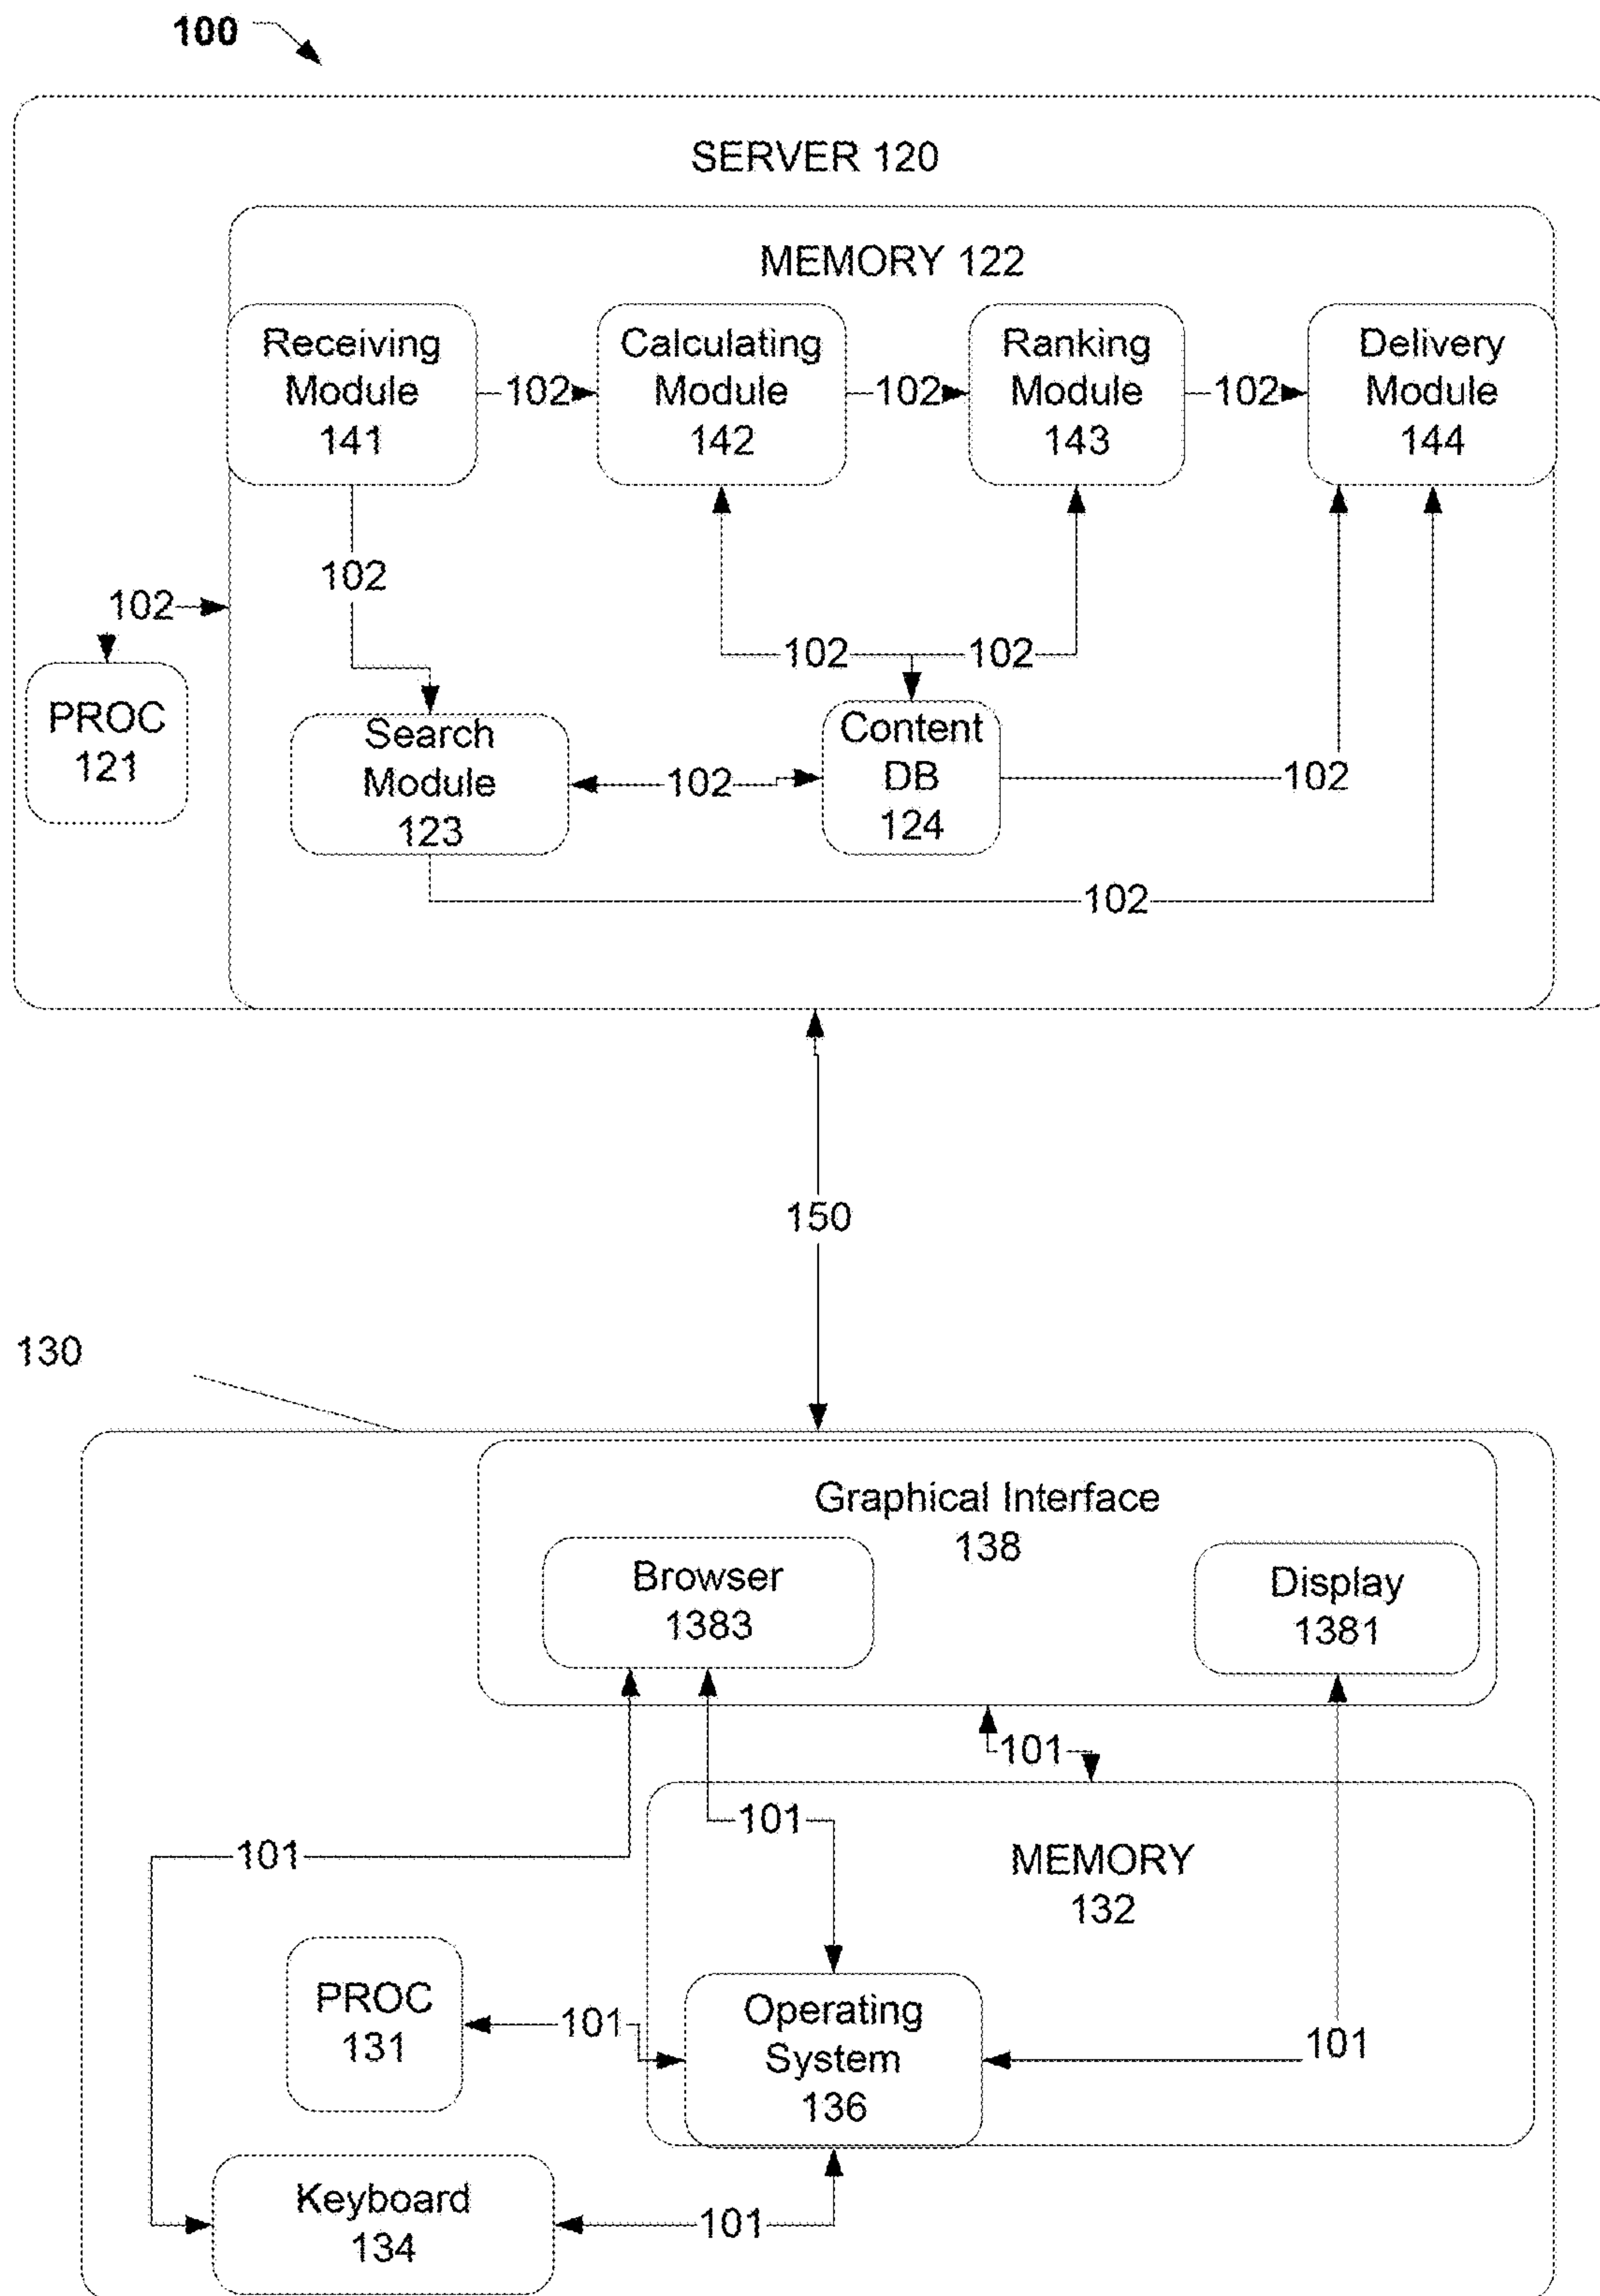 100
SERVER 120
MEMORY 122
Receiving
Module
141
102
Calculating
Module
142
102
Ranking
Module
143
102
Delivery
Module
144
102
102
PROC
121
102
102
Search
Module
123
102
Content
DB
124
102
102
150
130
Graphical Interface
138
Browser
1383
Display
1381
101
101
101
MEMORY
132
PROC
131
101
Operating
System
136
101
Keyboard
134
101